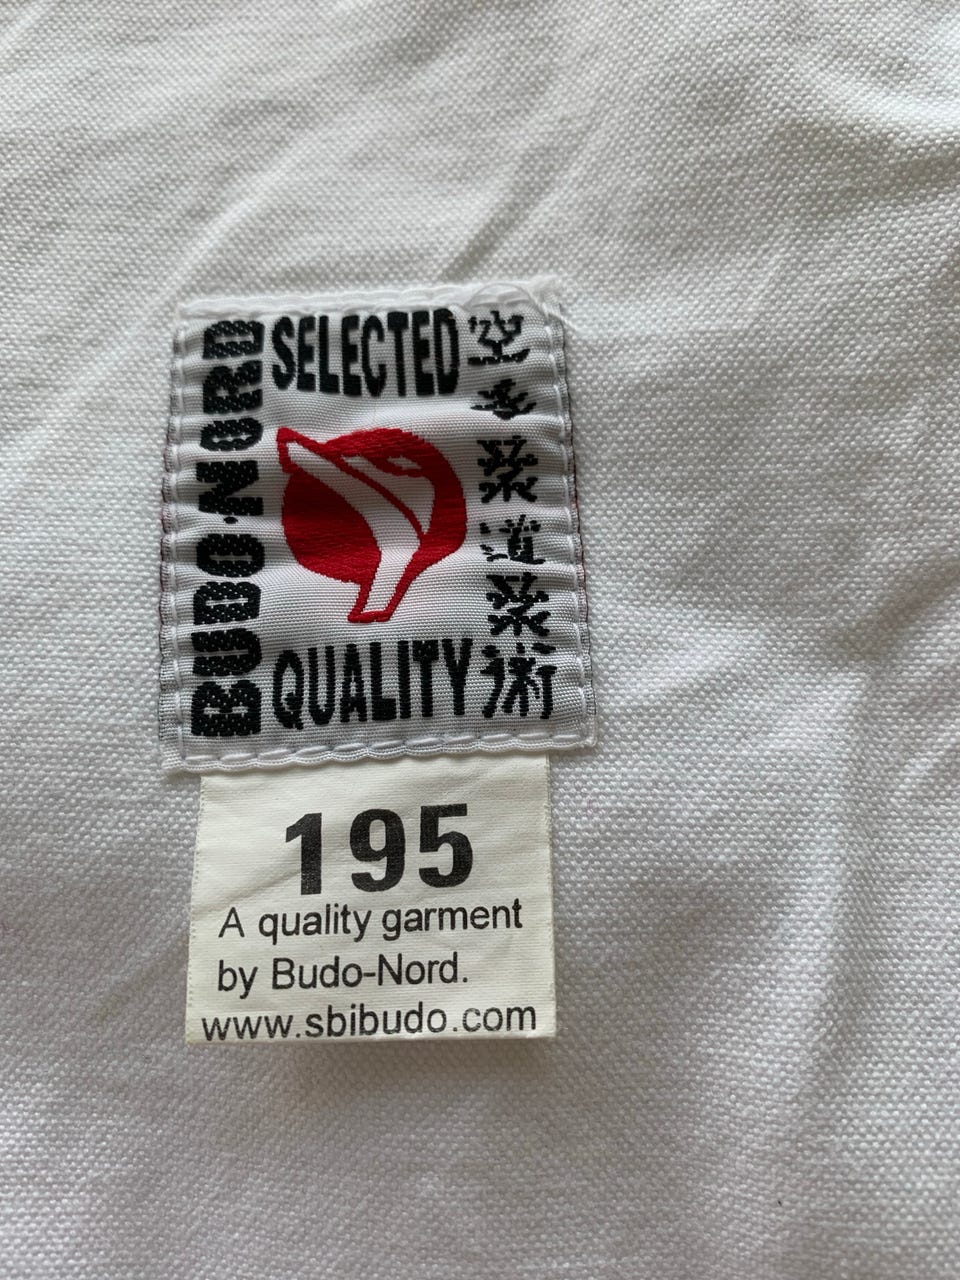 BUDO·NORD
SELECTED
QUALITY
空手柔道柔術
195
A quality garment
by Budo-Nord.
www.sbibudo.com